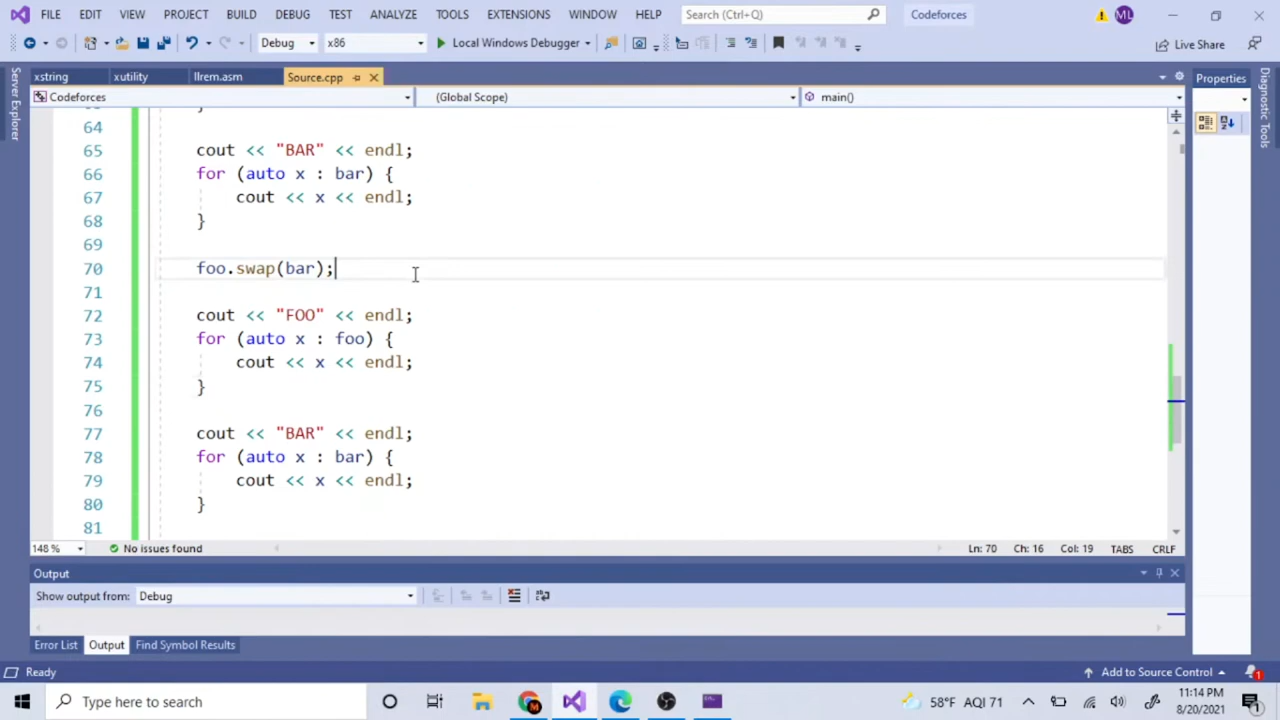 FILE EDIT VIEW PROJECT BUILD DEBUG TEST ANALYZE TOOLS EXTENSIONS WINDOW HELP Search (Ctrl+Q) Codeforces ML
Debug x86 Local Windows Debugger Live Share
Server Explorer
xstring xutility llrem.asm Source.cpp
Codeforces (Global Scope) main()
Properties
Diagnostic Tools
64
65 cout << "BAR" << endl;
66 for (auto x : bar) {
67 cout << x << endl;
68 }
69
70 foo.swap(bar);
71
72 cout << "FOO" << endl;
73 for (auto x : foo) {
74 cout << x << endl;
75 }
76
77 cout << "BAR" << endl;
78 for (auto x : bar) {
79 cout << x << endl;
80 }
81
148 % No issues found Ln: 70 Ch: 16 Col: 19 TABS CRLF
Output
Show output from: Debug
Error List Output Find Symbol Results
Ready Add to Source Control 1
Type here to search 58°F AQI 71 11:14 PM
8/20/2021 1